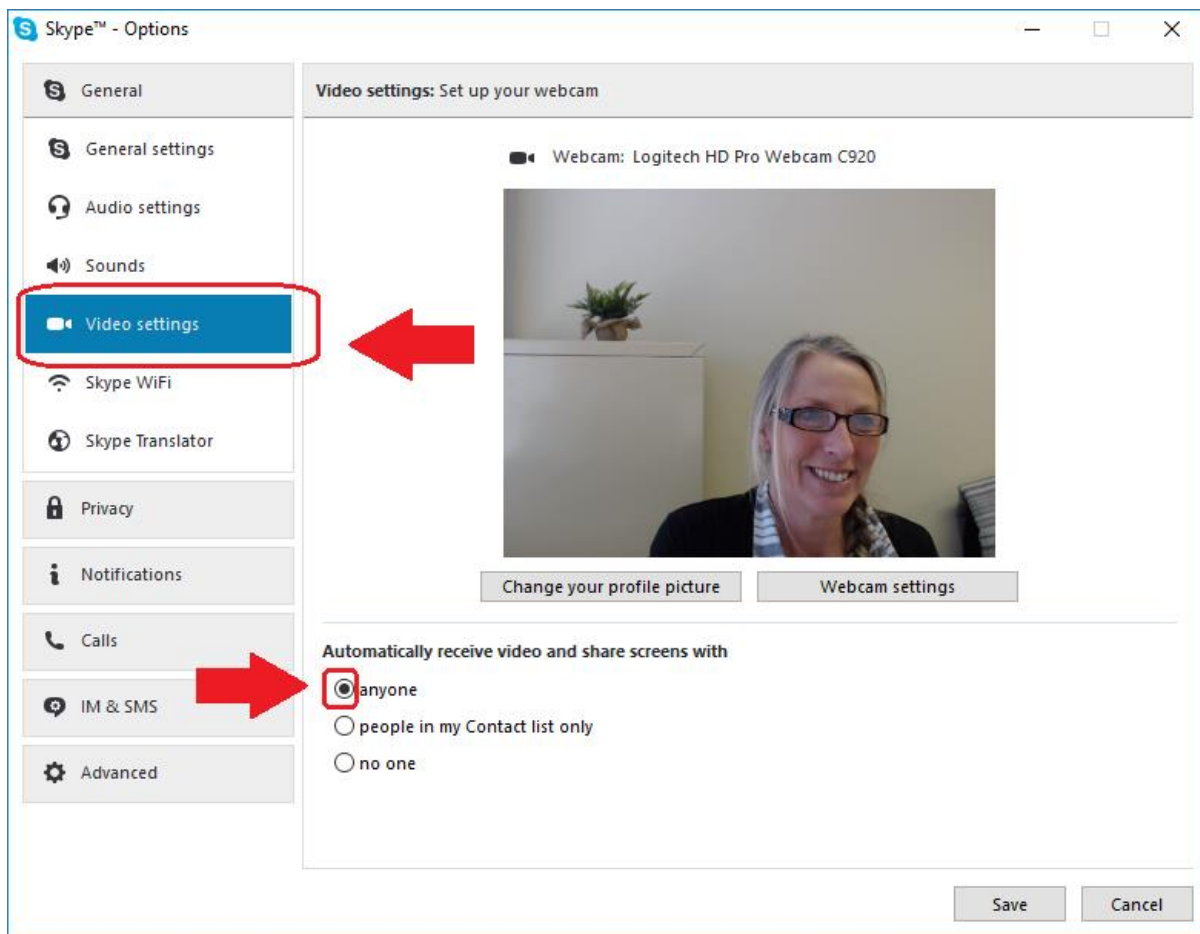 Skype™ - Options
General
General settings
Audio settings
Sounds
Video settings
Skype WiFi
Skype Translator
Privacy
Notifications
Calls
IM & SMS
Advanced
Video settings: Set up your webcam
Webcam: Logitech HD Pro Webcam C920
Change your profile picture
Webcam settings
Automatically receive video and share screens with
anyone
people in my Contact list only
no one
Save
Cancel